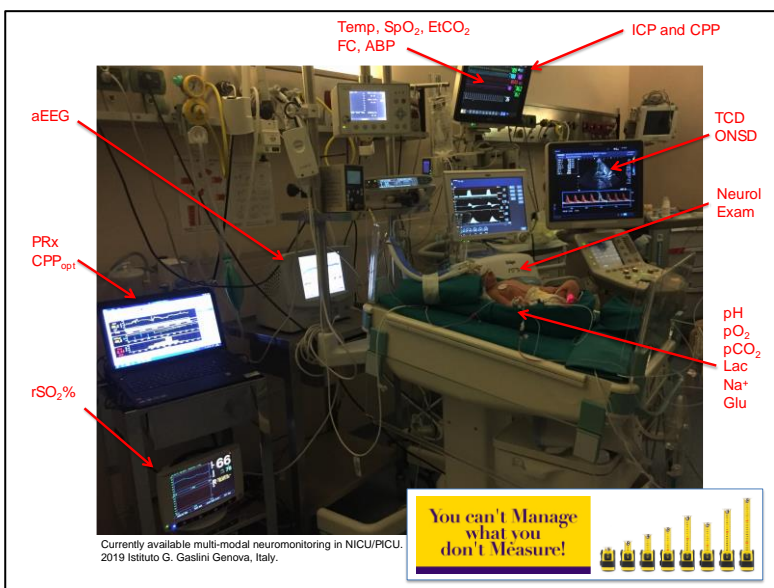 Temp, SpO₂, EtCO₂
FC, ABP
ICP and CPP
aEEG
TCD
ONSD
Neurol
Exam
PRx
CPPopt
pH
pO₂
pCO₂
Lac
Na⁺
Glu
rSO₂%
66
76
You can't Manage
what you
don't Measure!
Currently available multi-modal neuromonitoring in NICU/PICU.
2019 Istituto G. Gaslini Genova, Italy.